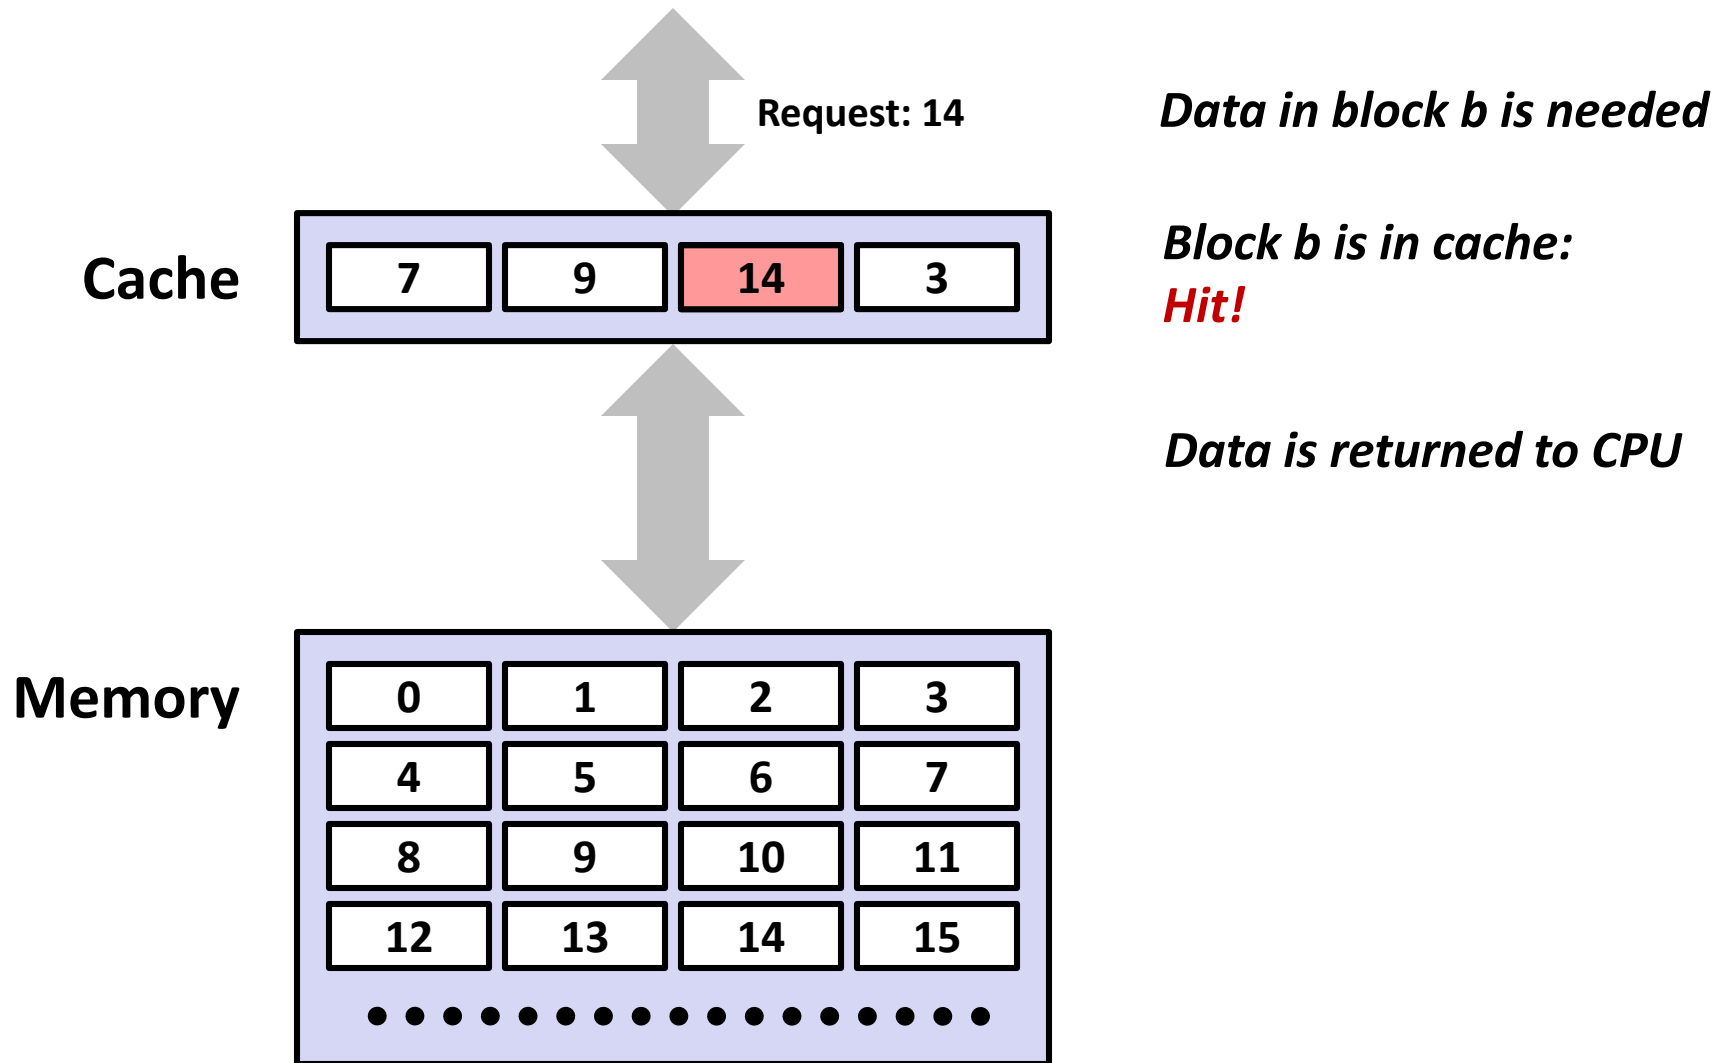 Request: 14
Data in block b is needed
Cache
7 9 14 3
Block b is in cache:
Hit!
Data is returned to CPU
Memory
0 1 2 3
4 5 6 7
8 9 10 11
12 13 14 15